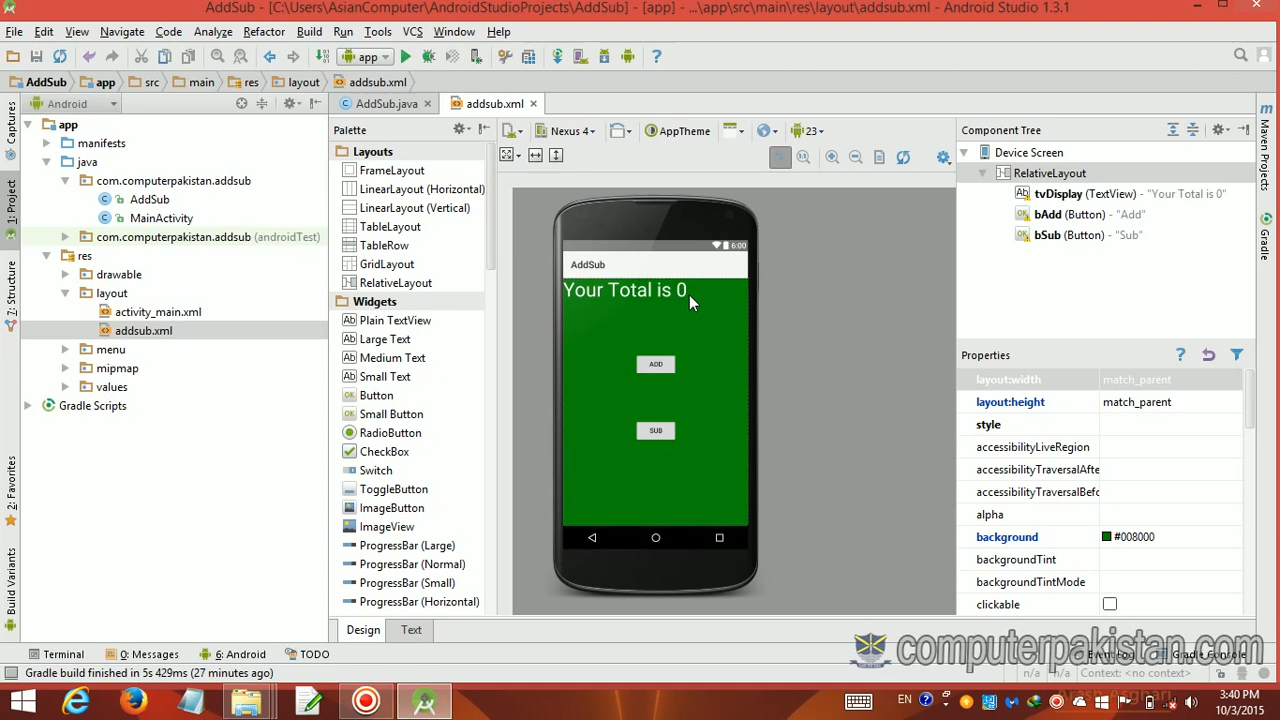 AddSub - [C:\Users\AsianComputer\AndroidStudioProjects\AddSub] - [app] - ...\app\src\main\res\layout\addsub.xml - Android Studio 1.3.1
File Edit View Navigate Code Analyze Refactor Build Run Tools VCS Window Help
app
AddSub app src main res layout addsub.xml
Android
AddSub.java addsub.xml
Captures
1: Project
7: Structure
2: Favorites
Build Variants
app
manifests
java
com.computerpakistan.addsub
AddSub
MainActivity
com.computerpakistan.addsub (androidTest)
res
drawable
layout
activity_main.xml
addsub.xml
menu
mipmap
values
Gradle Scripts
Palette
Layouts
FrameLayout
LinearLayout (Horizontal)
LinearLayout (Vertical)
TableLayout
TableRow
GridLayout
RelativeLayout
Widgets
Plain TextView
Large Text
Medium Text
Small Text
Button
Small Button
RadioButton
CheckBox
Switch
ToggleButton
ImageButton
ImageView
ProgressBar (Large)
ProgressBar (Normal)
ProgressBar (Small)
ProgressBar (Horizontal)
Design Text
Nexus 4 AppTheme 23
6:00
AddSub
Your Total is 0
ADD
SUB
Component Tree
Device Screen
RelativeLayout
tvDisplay (TextView) - "Your Total is 0"
bAdd (Button) - "Add"
bSub (Button) - "Sub"
Properties
layout:width match_parent
layout:height match_parent
style
accessibilityLiveRegion
accessibilityTraversalAfte
accessibilityTraversalBefo
alpha
background #008000
backgroundTint
backgroundTintMode
clickable
Maven Projects
Gradle
Terminal 0: Messages 6: Android TODO
Event Log Gradle Console
computerpakistan.com
Gradle build finished in 5s 429ms (27 minutes ago)
n/a n/a Context: <no context>
EN
3:40 PM
10/3/2015